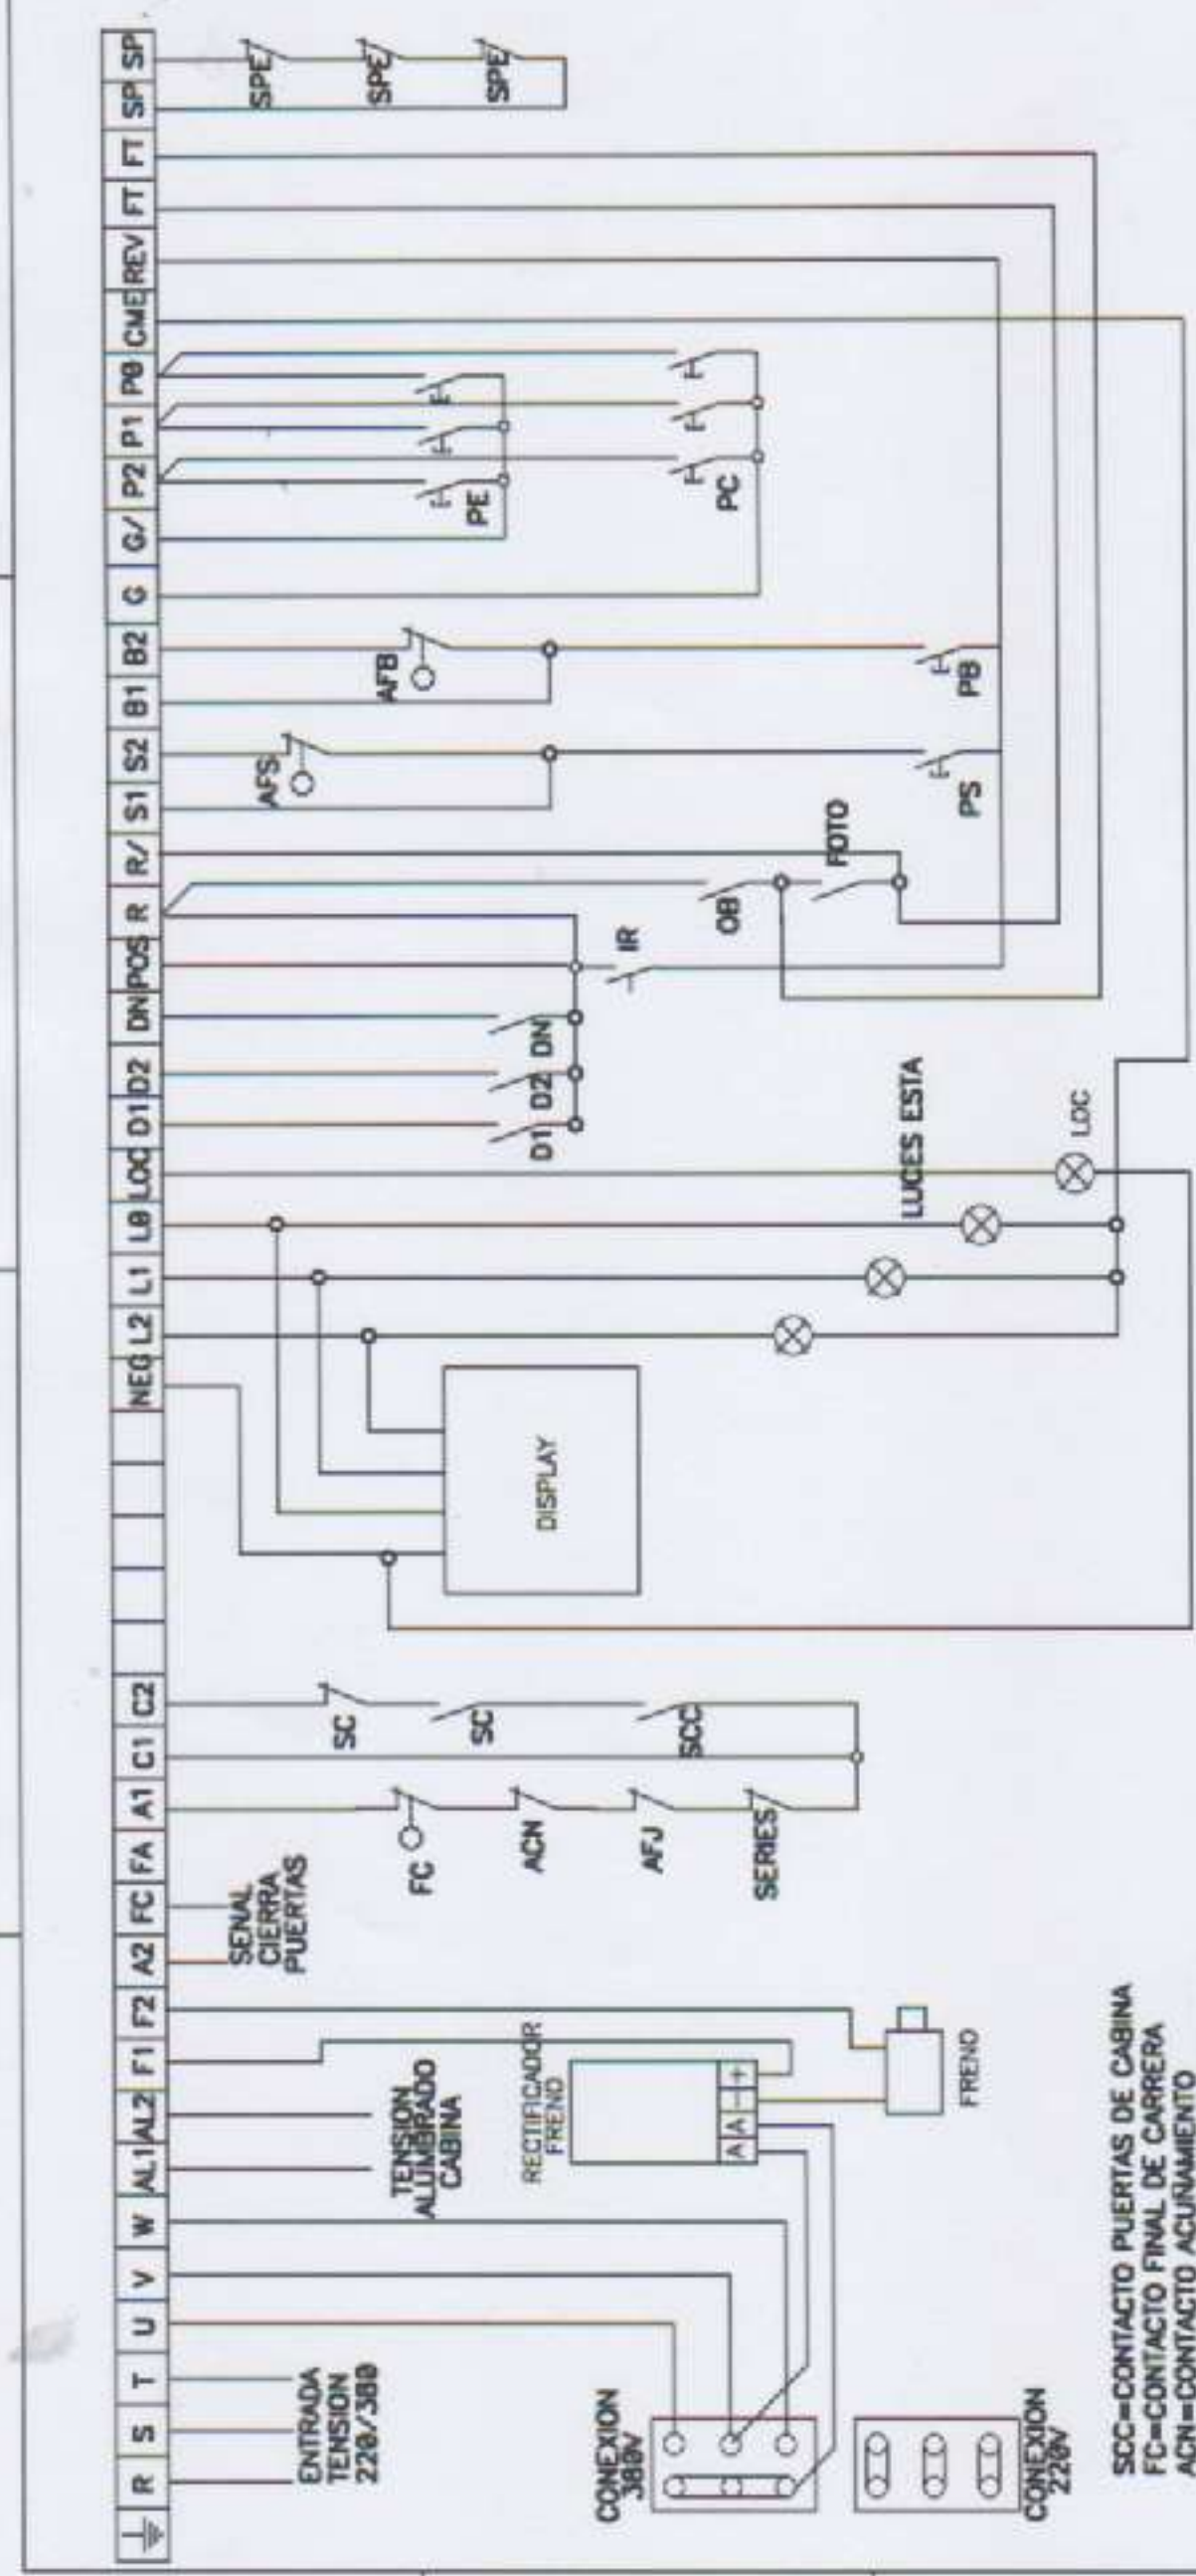 R S T U V W AL1 AL2 F1 F2 A2 FC FA A1 C1 C2 NEG L2 L1 L0 LOC D1 D2 DN POS R R/ S1 S2 B1 B2 G G/ P2 P1 P0 CME REV FT FT SP SP
ENTRADA
TENSION
220/380
TENSION
ALUMBRADO
CABINA
SENAL
CIERRA
PUERTAS
FC
ACN
AFJ
SERIES
SC
SC
SCC
DISPLAY
LUCES ESTA
LOC
D1
D2
DN
IR
OB
FOTO
AFS
AFB
PS
PB
PE
PC
SPE
SPE
SPE
RECTIFICADOR
FRENO
A A - +
FRENO
CONEXION
380V
CONEXION
220V
SCC=CONTACTO PUERTAS DE CABINA
FC=CONTACTO FINAL DE CARRERA
ACN=CONTACTO ACUÑAMIENTO